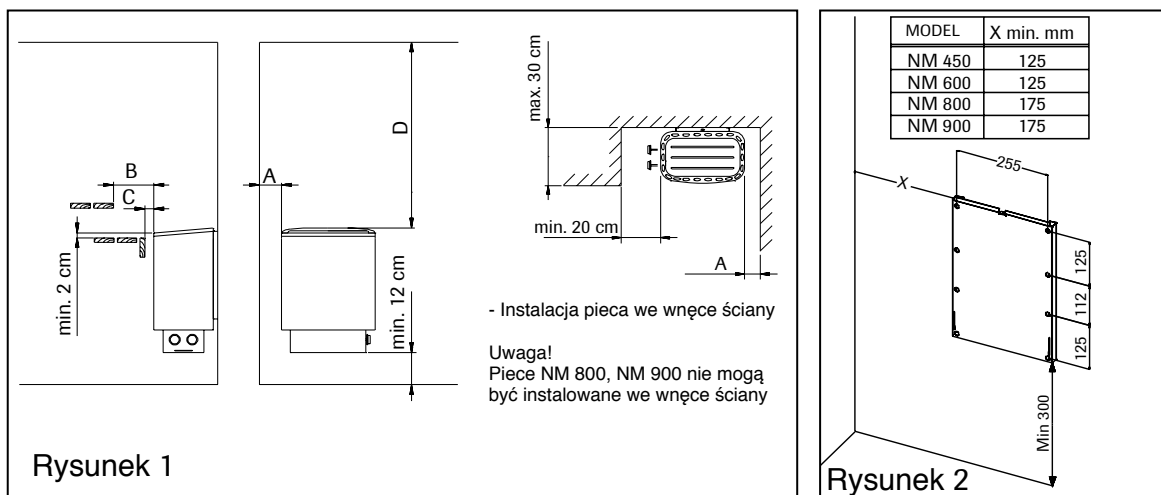 D
B
C
A
min. 2 cm
min. 12 cm
max. 30 cm
min. 20 cm
A
- Instalacja pieca we wnęce ściany
Uwaga!
Piece NM 800, NM 900 nie mogą
być instalowane we wnęce ściany
Rysunek 1
MODEL X min. mm
NM 450 125
NM 600 125
NM 800 175
NM 900 175
255
X
125
112
125
Min 300
Rysunek 2